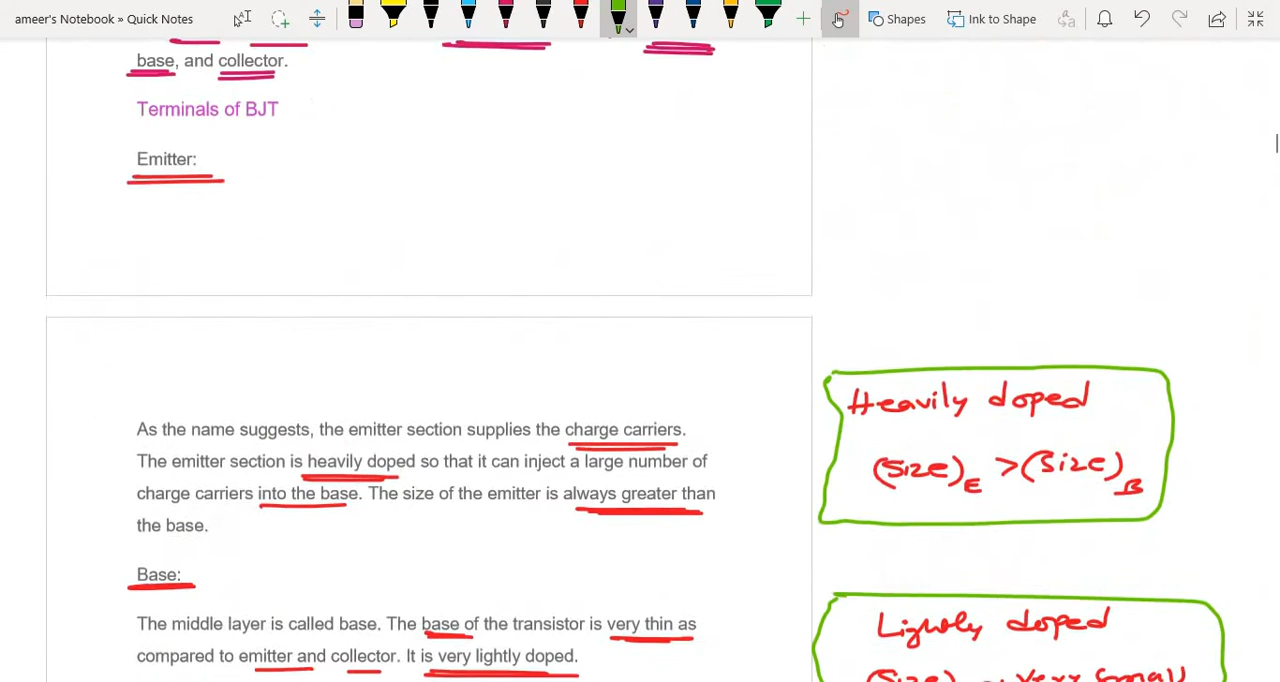 ameer's Notebook » Quick Notes
Shapes
Ink to Shape
base, and collector.
Terminals of BJT
Emitter:
As the name suggests, the emitter section supplies the charge carriers.
The emitter section is heavily doped so that it can inject a large number of
charge carriers into the base. The size of the emitter is always greater than
the base.
Heavily doped
(Size)E >(Size)B
Base:
The middle layer is called base. The base of the transistor is very thin as
compared to emitter and collector. It is very lightly doped.
Lightly doped
(Size) very small